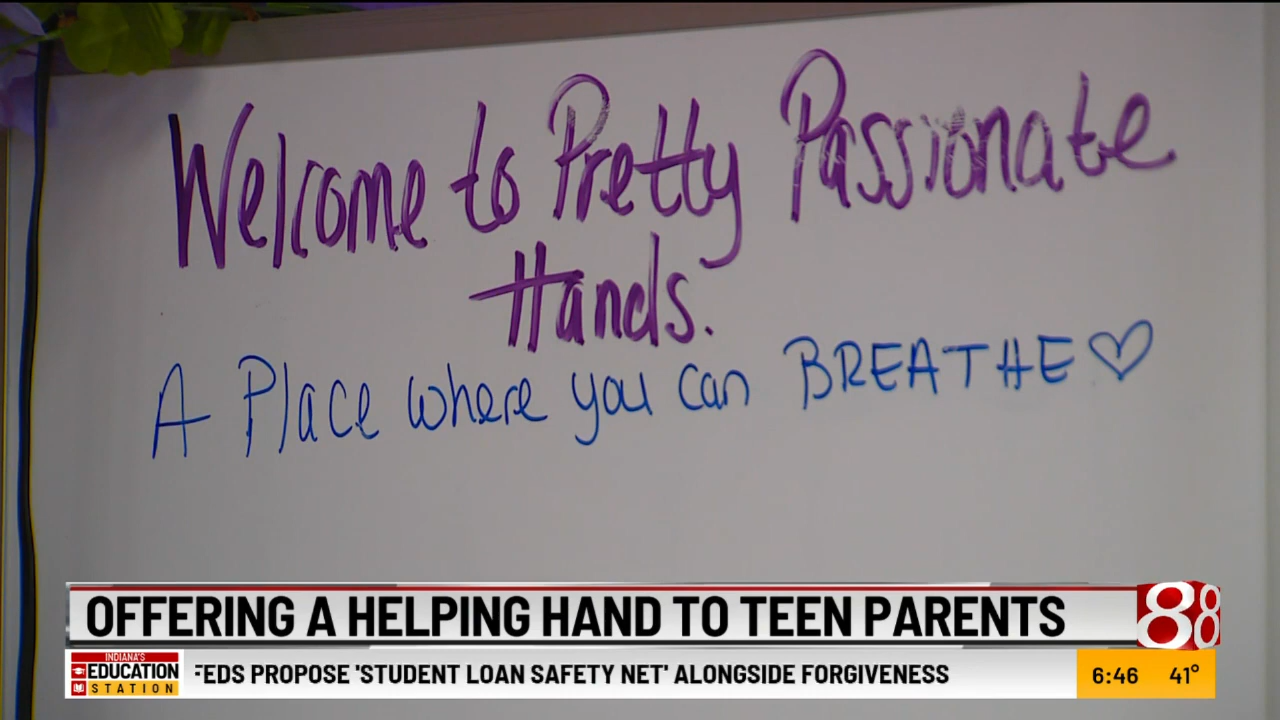 Welcome to Pretty Passionate
Hands.
A Place where you can BREATHE♡
OFFERING A HELPING HAND TO TEEN PARENTS
8
INDIANA'S
EDUCATION
STATION
FEDS PROPOSE 'STUDENT LOAN SAFETY NET' ALONGSIDE FORGIVENESS
6:46 41°